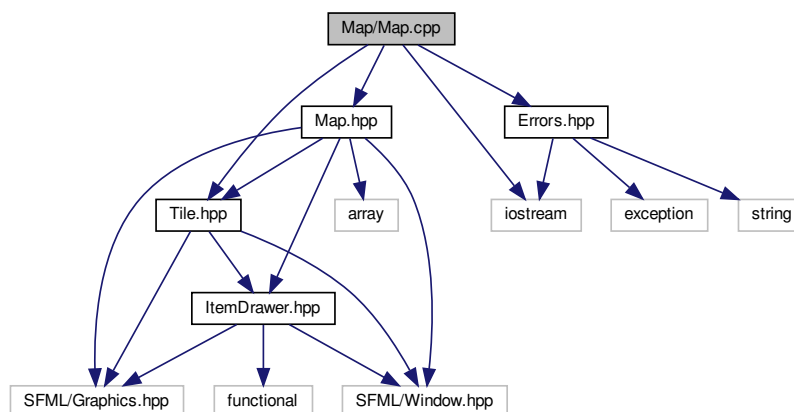 Map/Map.cpp
Map.hpp
Errors.hpp
Tile.hpp
array
iostream
exception
string
ItemDrawer.hpp
SFML/Graphics.hpp
functional
SFML/Window.hpp